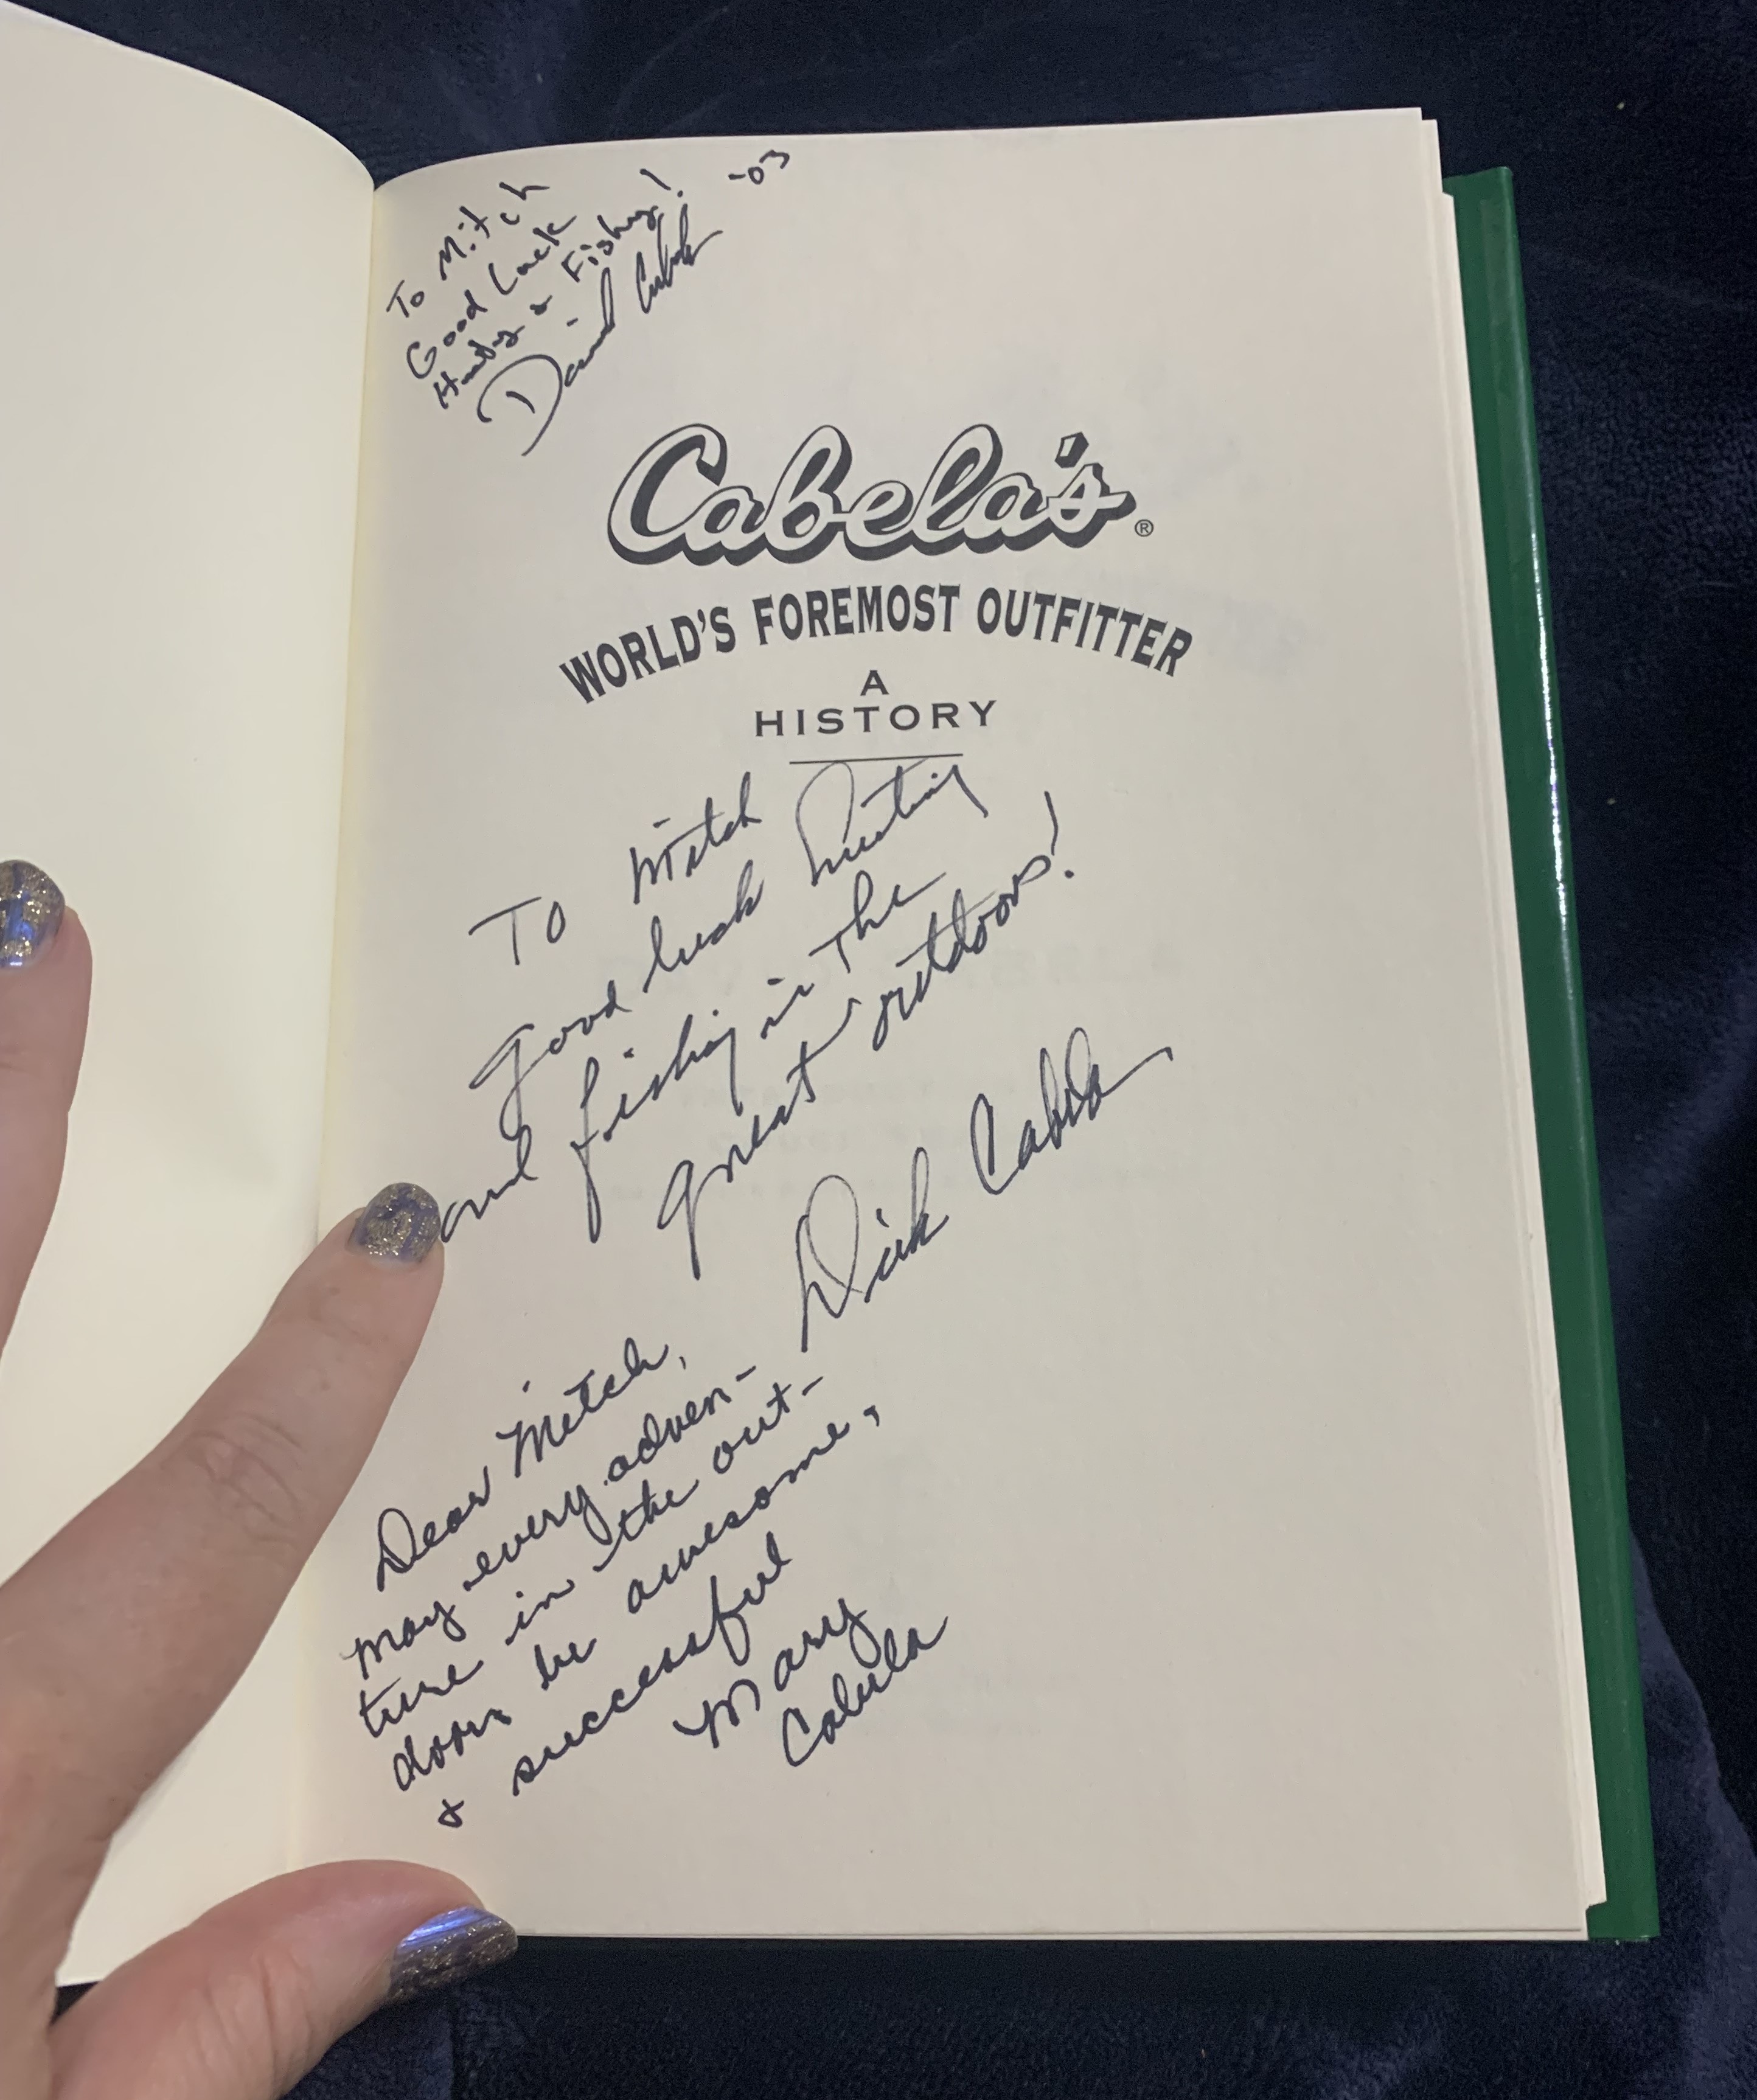 To Mitch
Good Luck
Hunting & Fishing! -03
David Cabela
Cabela's®
WORLD'S FOREMOST OUTFITTER
A
HISTORY
To Mitch
good luck hunting
and fishing in the
great outdoors!
Dick Cabela
Dear Mitch,
may every adven-
ture in the out-
doors be awesome,
& successful
Mary
Cabela